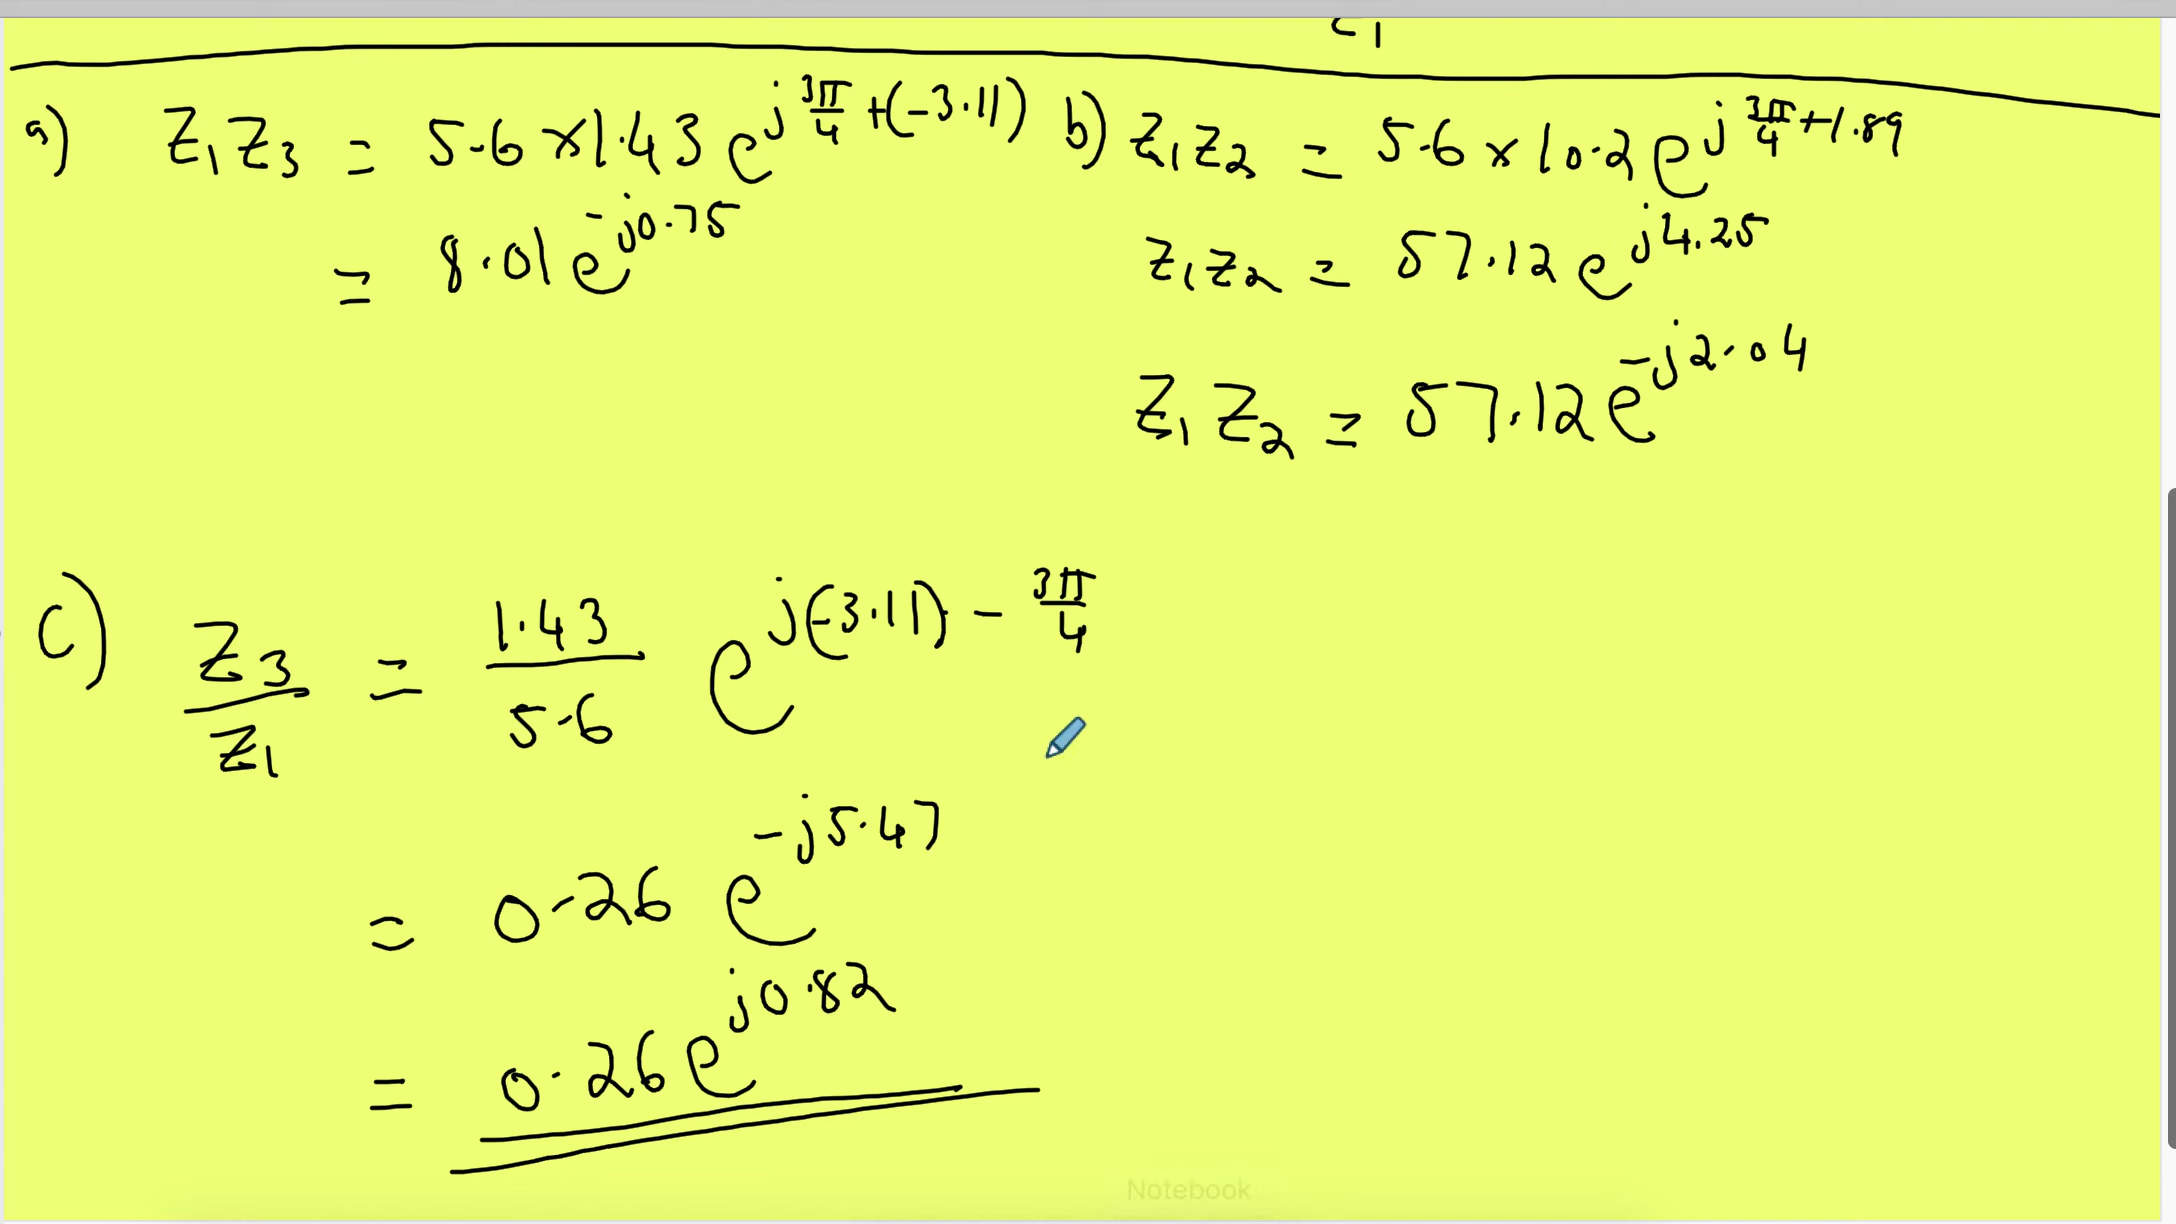 a) Z₁Z₃ = 5.6 × 1.43 e^(j 3π/4 + (-3.11))
= 8.01 e^(-j0.75)
b) Z₁Z₂ = 5.6 × 10.2 e^(j 3π/4 + 1.89)
Z₁Z₂ = 57.12 e^(j4.25)
Z₁Z₂ = 57.12 e^(-j2.04)
c) Z₃/Z₁ = 1.43/5.6 e^(j(-3.11) - 3π/4)
= 0.26 e^(-j5.47)
= 0.26 e^(j0.82)
Notebook